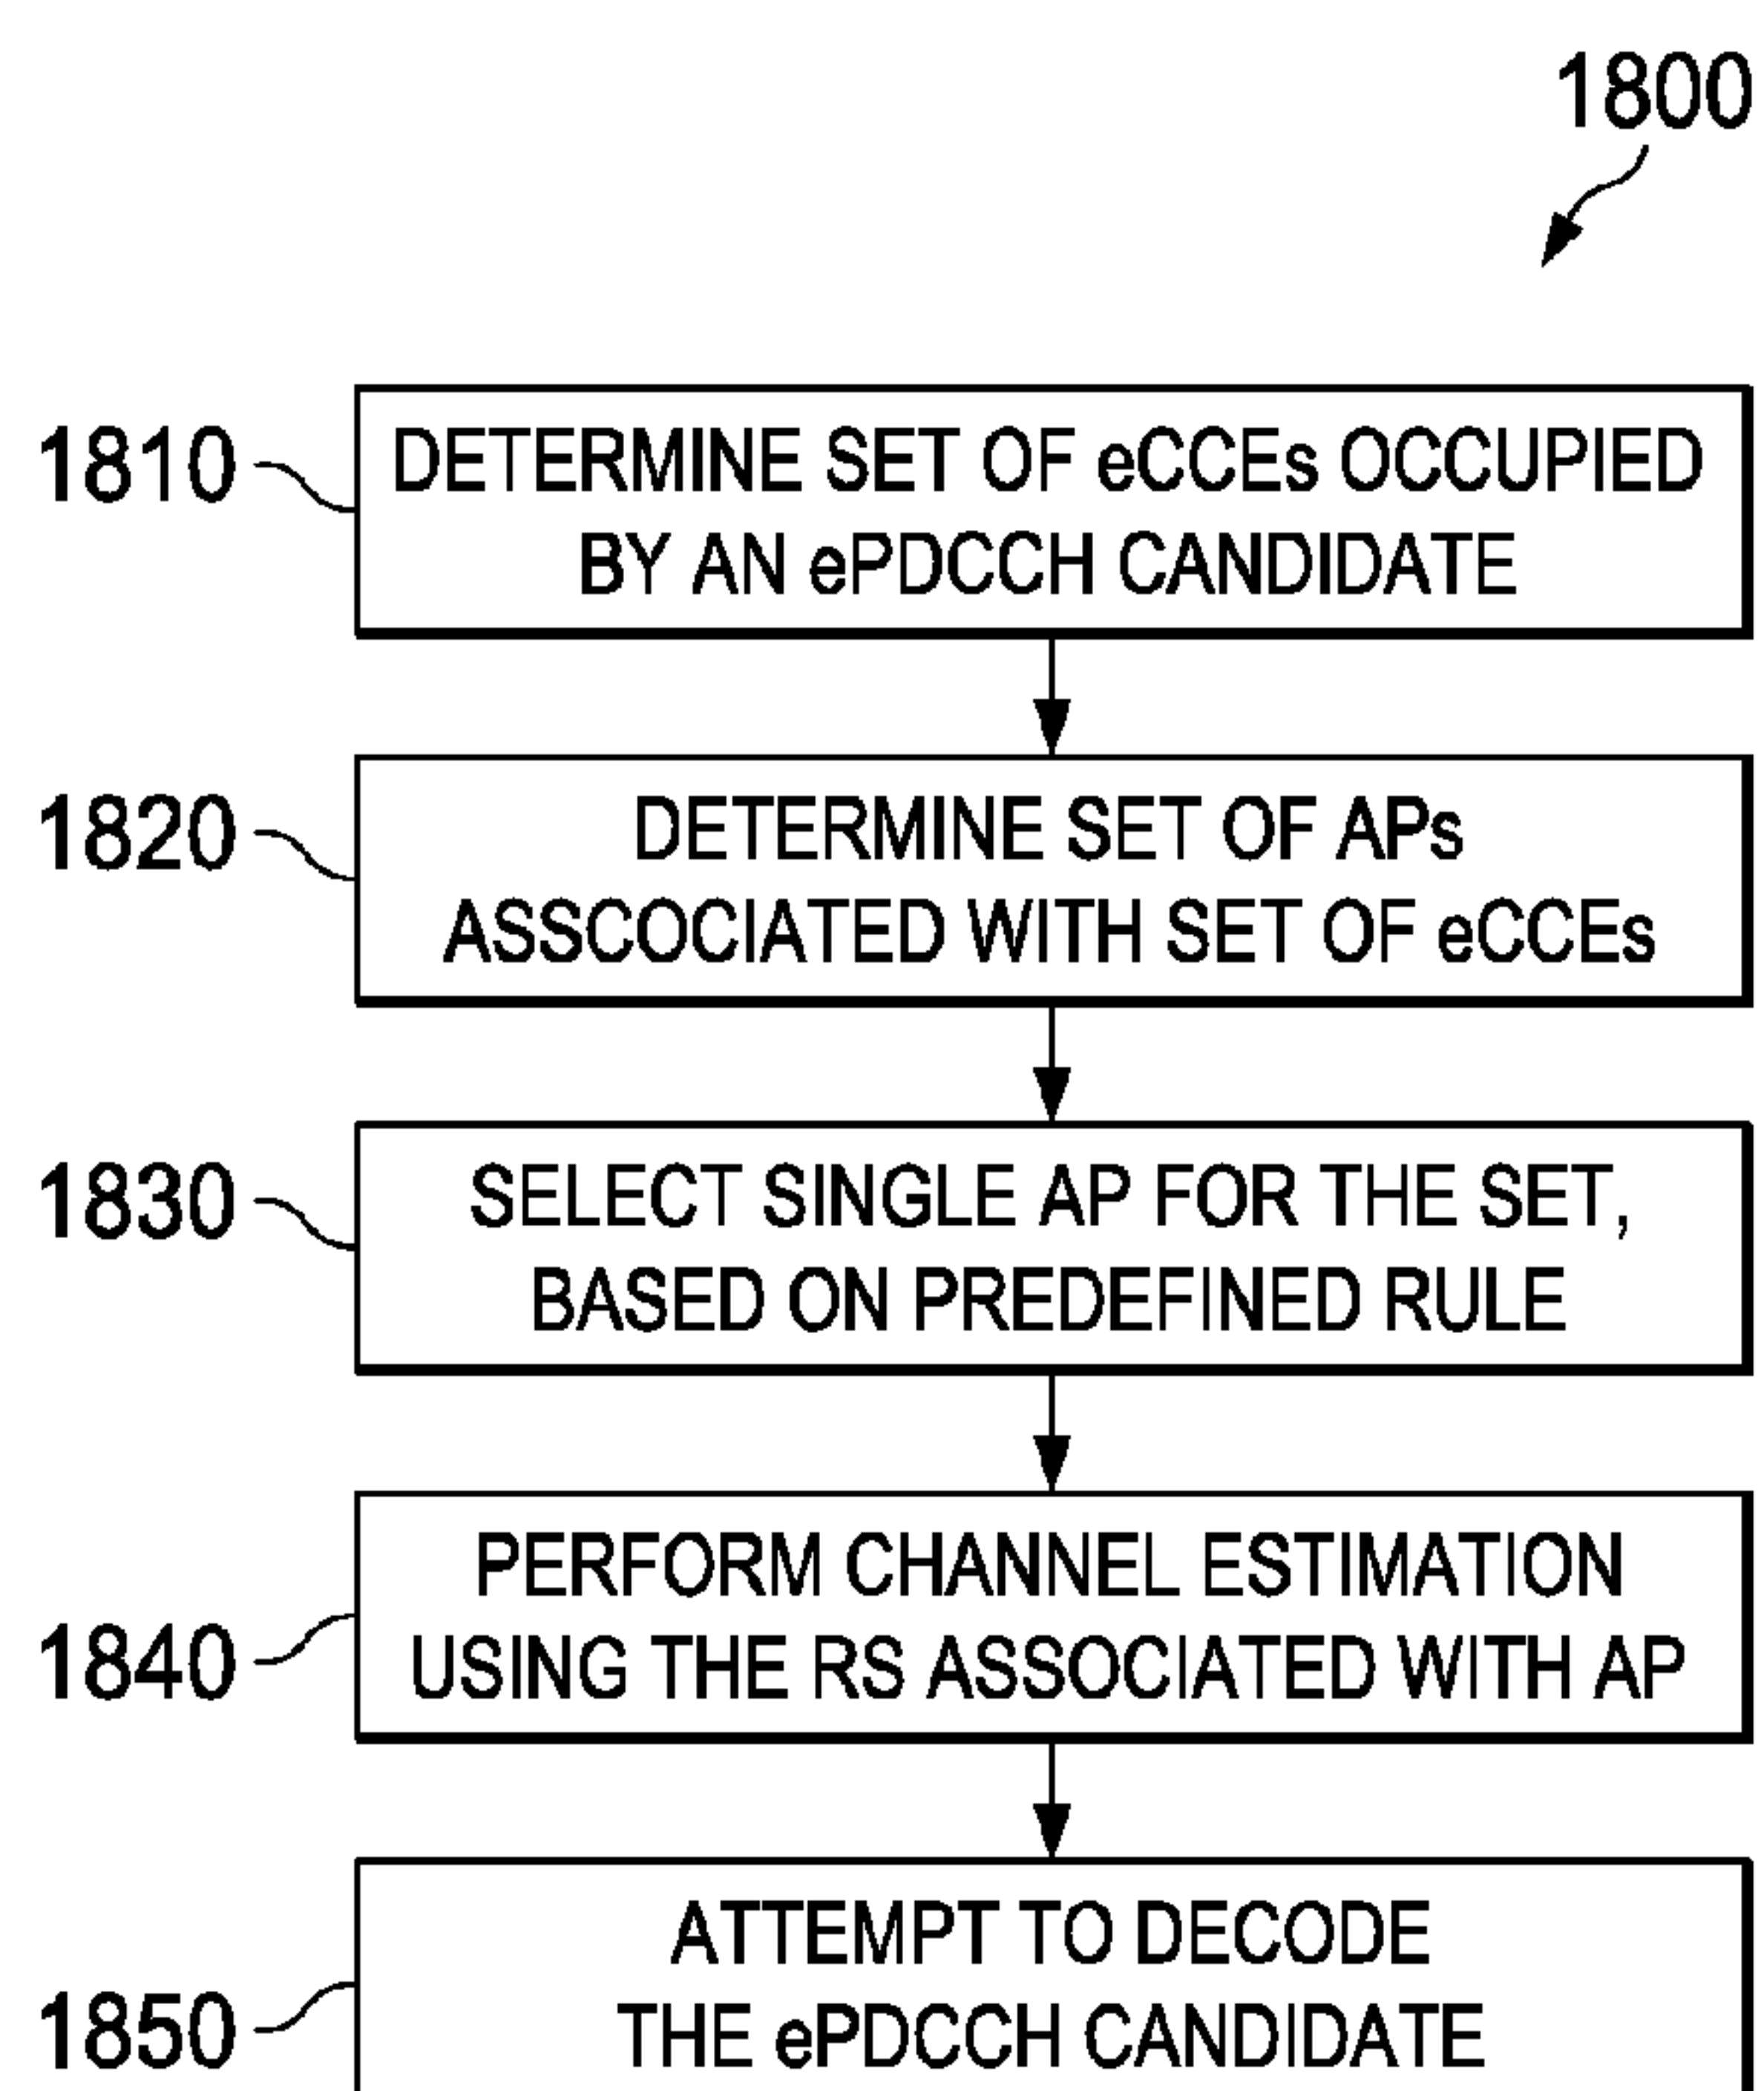 1800
1810
DETERMINE SET OF eCCEs OCCUPIED
BY AN ePDCCH CANDIDATE
1820
DETERMINE SET OF APs
ASSCOCIATED WITH SET OF eCCEs
1830
SELECT SINGLE AP FOR THE SET,
BASED ON PREDEFINED RULE
1840
PERFORM CHANNEL ESTIMATION
USING THE RS ASSOCIATED WITH AP
1850
ATTEMPT TO DECODE
THE ePDCCH CANDIDATE